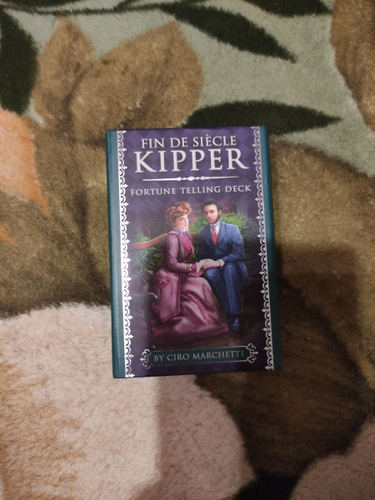 FIN DE SIÈCLE
KIPPER
FORTUNE TELLING DECK
BY CIRO MARCHETTI